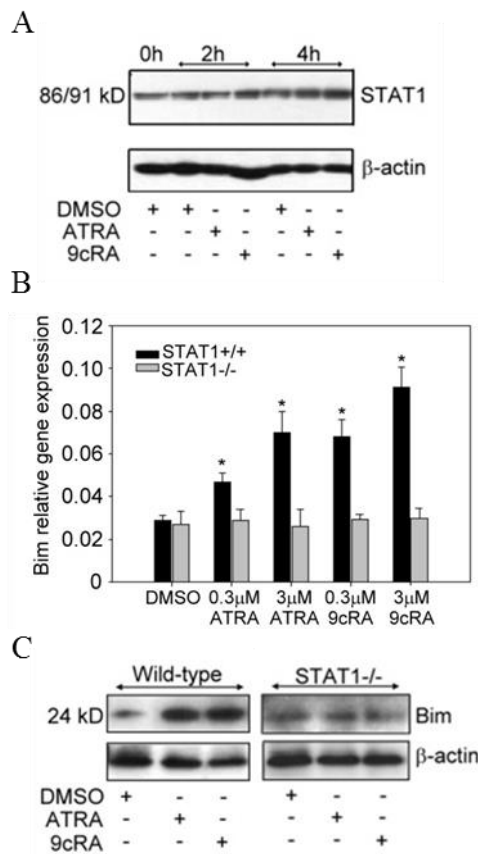 A
0h 2h 4h
86/91 kD STAT1
β-actin
DMSO + + - - + - -
ATRA - - + - - + -
9cRA - - - + - - +
B
0.12
0.10
0.08
0.06
0.04
0.02
0
Bim relative gene expression
STAT1+/+
STAT1-/-
* * * *
DMSO 0.3μM 3μM 0.3μM 3μM
ATRA ATRA 9cRA 9cRA
C
Wild-type STAT1-/-
24 kD Bim
β-actin
DMSO + - - + - -
ATRA - + - - + -
9cRA - - + - - +